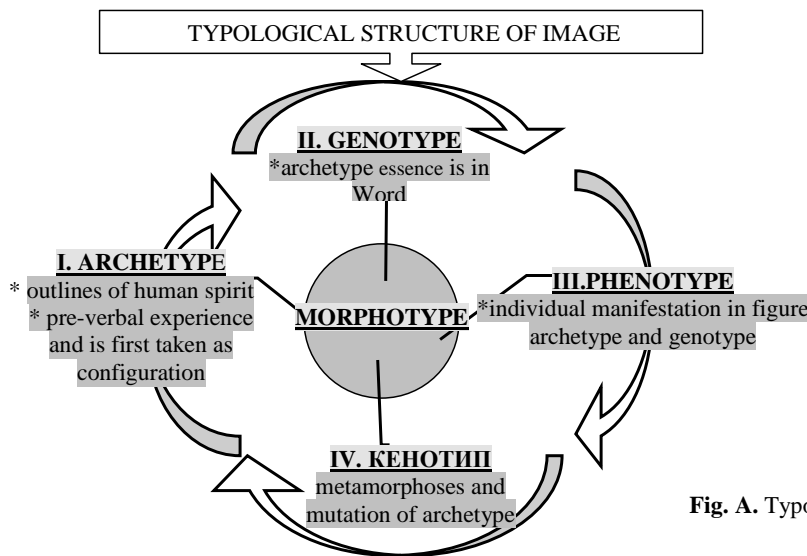 TYPOLOGICAL STRUCTURE OF IMAGE
II. GENOTYPE
*archetype essence is in
Word
I. ARCHETYPE
* outlines of human spirit
* pre-verbal experience
and is first taken as
configuration
MORPHOTYPE
III.PHENOTYPE
*individual manifestation in figure
archetype and genotype
IV. КЕНОТИП
metamorphoses and
mutation of archetype
Fig. A. Typo